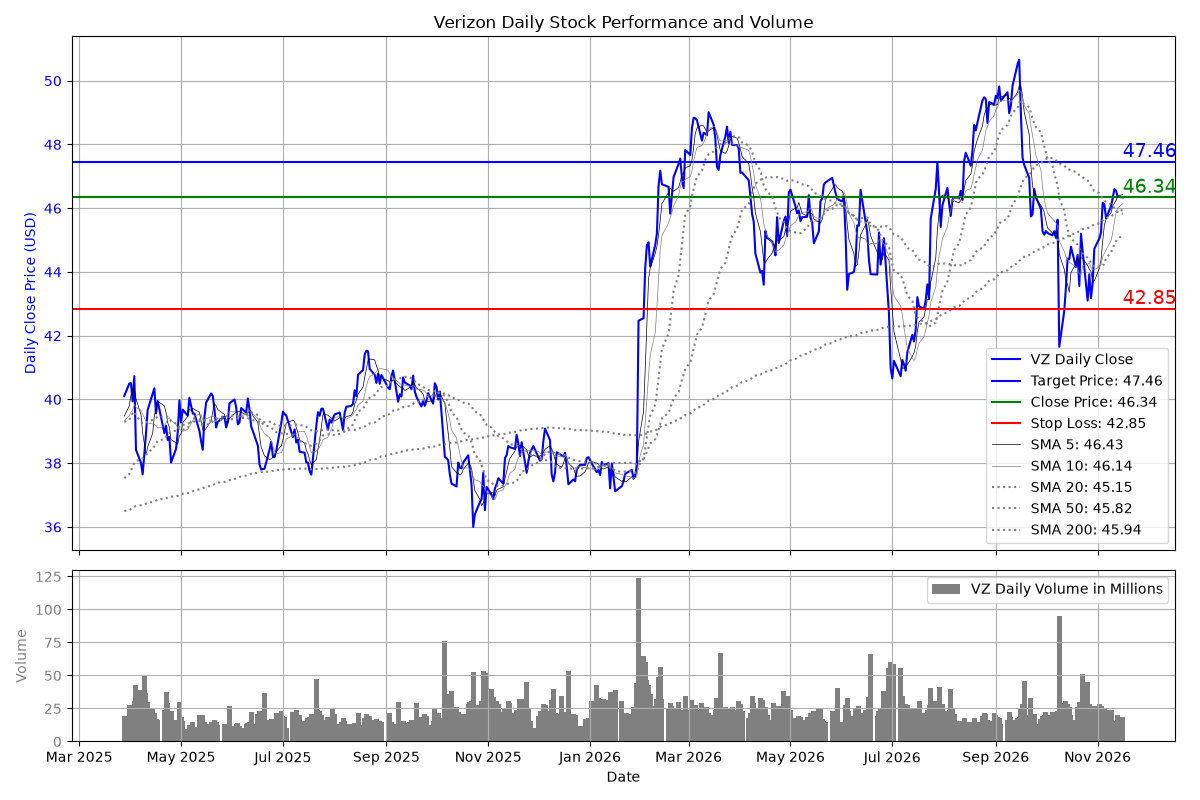 Verizon Daily Stock Performance and Volume
Daily Close Price (USD)
50
48
46
44
42
40
38
36
47.46
46.34
42.85
VZ Daily Close
Target Price: 47.46
Close Price: 46.34
Stop Loss: 42.85
SMA 5: 46.43
SMA 10: 46.14
SMA 20: 45.15
SMA 50: 45.82
SMA 200: 45.94
Volume
125
100
75
50
25
0
VZ Daily Volume in Millions
Mar 2025 May 2025 Jul 2025 Sep 2025 Nov 2025 Jan 2026 Mar 2026 May 2026 Jul 2026 Sep 2026 Nov 2026
Date